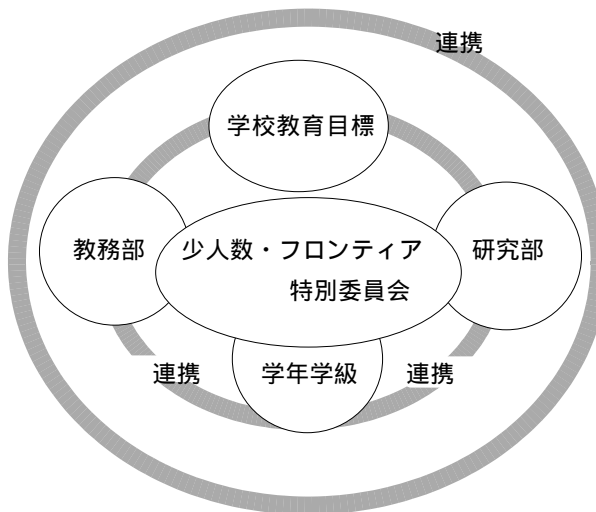 連携
学校教育目標
教務部
少人数・フロンティア
特別委員会
研究部
連携
学年学級
連携